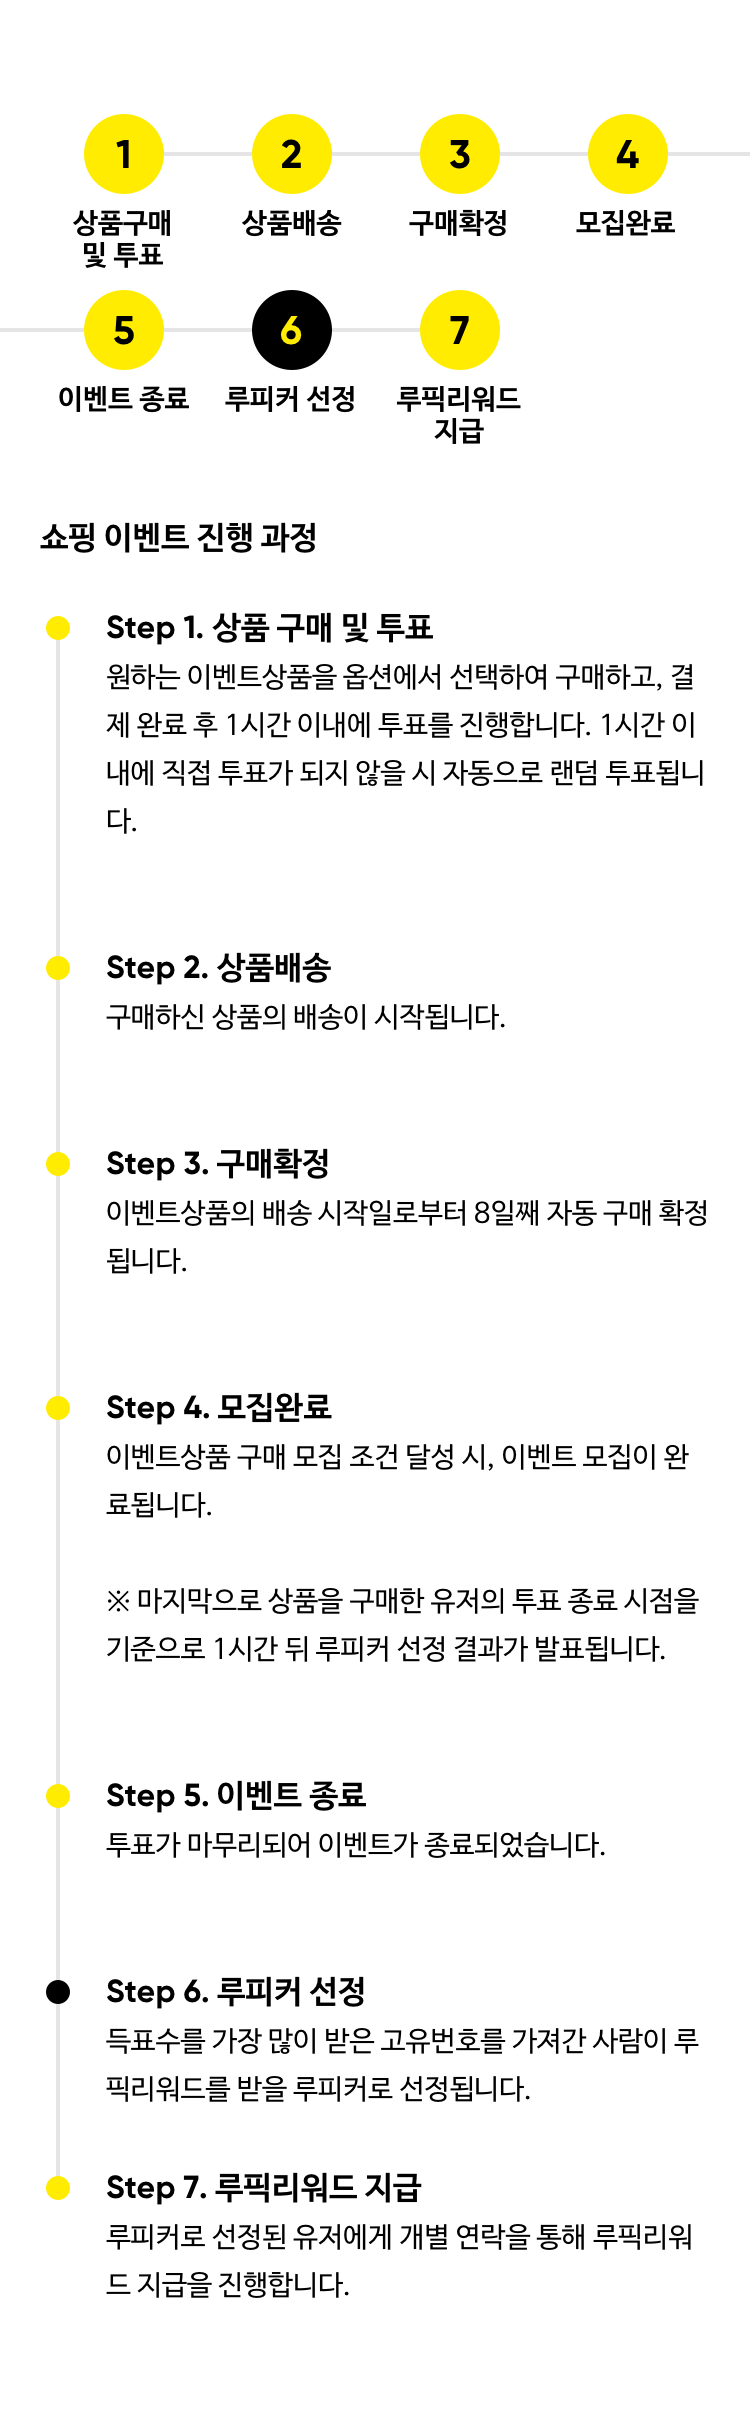 1
2
3
4
상품구매
및 투표
상품배송
구매확정
모집완료
5
6
7
이벤트 종료
루피커 선정
루픽리워드
지급
쇼핑 이벤트 진행 과정
Step 1. 상품 구매 및 투표
원하는 이벤트상품을 옵션에서 선택하여 구매하고, 결
제 완료 후 1시간 이내에 투표를 진행합니다. 1시간 이
내에 직접 투표가 되지 않을 시 자동으로 랜덤 투표됩니
다.
Step 2. 상품배송
구매하신 상품의 배송이 시작됩니다.
Step 3. 구매확정
이벤트상품의 배송 시작일로부터 8일째 자동 구매 확정
됩니다.
Step 4. 모집완료
이벤트상품 구매 모집 조건 달성 시, 이벤트 모집이 완
료됩니다.
※ 마지막으로 상품을 구매한 유저의 투표 종료 시점을
기준으로 1시간 뒤 루피커 선정 결과가 발표됩니다.
Step 5. 이벤트 종료
투표가 마무리되어 이벤트가 종료되었습니다.
Step 6. 루피커 선정
득표수를 가장 많이 받은 고유번호를 가져간 사람이 루
픽리워드를 받을 루피커로 선정됩니다.
Step 7. 루픽리워드 지급
루피커로 선정된 유저에게 개별 연락을 통해 루픽리워
드 지급을 진행합니다.